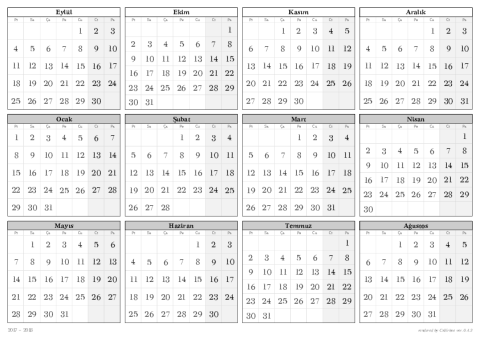 Eylül
Pt Sa Ça Pe Cu Ct Pa
1 2 3
4 5 6 7 8 9 10
11 12 13 14 15 16 17
18 19 20 21 22 23 24
25 26 27 28 29 30
Ekim
Pt Sa Ça Pe Cu Ct Pa
1
2 3 4 5 6 7 8
9 10 11 12 13 14 15
16 17 18 19 20 21 22
23 24 25 26 27 28 29
30 31
Kasım
Pt Sa Ça Pe Cu Ct Pa
1 2 3 4 5
6 7 8 9 10 11 12
13 14 15 16 17 18 19
20 21 22 23 24 25 26
27 28 29 30
Aralık
Pt Sa Ça Pe Cu Ct Pa
1 2 3
4 5 6 7 8 9 10
11 12 13 14 15 16 17
18 19 20 21 22 23 24
25 26 27 28 29 30 31
Ocak
Pt Sa Ça Pe Cu Ct Pa
1 2 3 4 5 6 7
8 9 10 11 12 13 14
15 16 17 18 19 20 21
22 23 24 25 26 27 28
29 30 31
Şubat
Pt Sa Ça Pe Cu Ct Pa
1 2 3 4
5 6 7 8 9 10 11
12 13 14 15 16 17 18
19 20 21 22 23 24 25
26 27 28
Mart
Pt Sa Ça Pe Cu Ct Pa
1 2 3 4
5 6 7 8 9 10 11
12 13 14 15 16 17 18
19 20 21 22 23 24 25
26 27 28 29 30 31
Nisan
Pt Sa Ça Pe Cu Ct Pa
1
2 3 4 5 6 7 8
9 10 11 12 13 14 15
16 17 18 19 20 21 22
23 24 25 26 27 28 29
30
Mayıs
Pt Sa Ça Pe Cu Ct Pa
1 2 3 4 5 6
7 8 9 10 11 12 13
14 15 16 17 18 19 20
21 22 23 24 25 26 27
28 29 30 31
Haziran
Pt Sa Ça Pe Cu Ct Pa
1 2 3
4 5 6 7 8 9 10
11 12 13 14 15 16 17
18 19 20 21 22 23 24
25 26 27 28 29 30
Temmuz
Pt Sa Ça Pe Cu Ct Pa
1
2 3 4 5 6 7 8
9 10 11 12 13 14 15
16 17 18 19 20 21 22
23 24 25 26 27 28 29
30 31
Ağustos
Pt Sa Ça Pe Cu Ct Pa
1 2 3 4 5
6 7 8 9 10 11 12
13 14 15 16 17 18 19
20 21 22 23 24 25 26
27 28 29 30 31
2017 - 2018